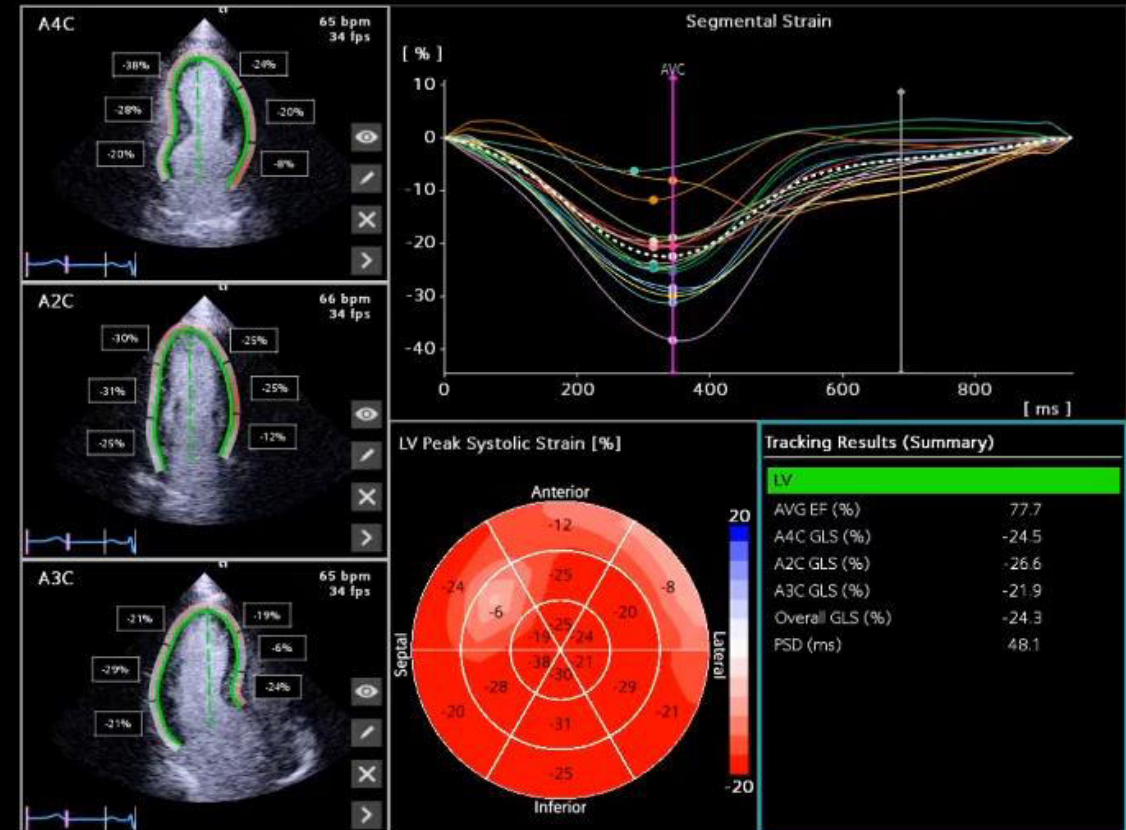 A4C
65 bpm
34 fps
-38%
-24%
-28%
-20%
-20%
-8%
A2C
66 bpm
34 fps
-30%
-25%
-31%
-25%
-25%
-12%
A3C
65 bpm
34 fps
-21%
-19%
-6%
-29%
-24%
-21%
Segmental Strain
[ % ]
AVC
10
0
-10
-20
-30
-40
0 200 400 600 800
[ ms ]
LV Peak Systolic Strain [%]
Anterior
20
-12
-24 -25 -8
-6 -20
-25
-19 -24
Septal Lateral
-38 -21
-30
-28 -29
-20 -31 -21
-25
-20
Inferior
Tracking Results (Summary)
LV
AVG EF (%) 77.7
A4C GLS (%) -24.5
A2C GLS (%) -26.6
A3C GLS (%) -21.9
Overall GLS (%) -24.3
PSD (ms) 48.1